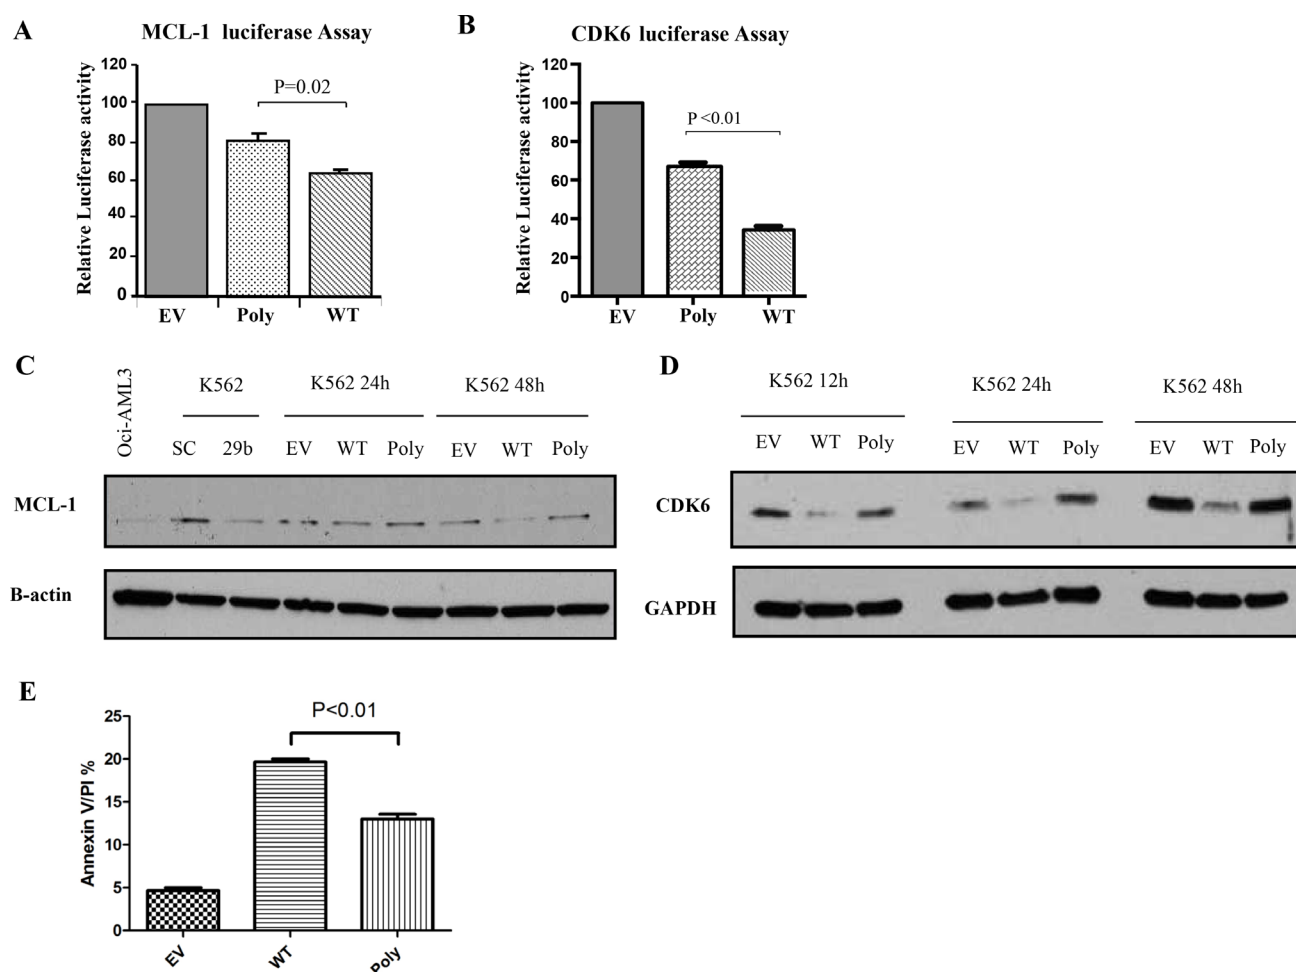 A
MCL-1 luciferase Assay
Relative Luciferase activity
120
100
80
60
40
20
0
P=0.02
EV Poly WT
B
CDK6 luciferase Assay
Relative Luciferase activity
120
100
80
60
40
20
0
P <0.01
EV Poly WT
C
Oci-AML3
K562 K562 24h K562 48h
SC 29b EV WT Poly EV WT Poly
MCL-1
B-actin
D
K562 12h K562 24h K562 48h
EV WT Poly EV WT Poly EV WT Poly
CDK6
GAPDH
E
P<0.01
Annexin V/PI %
25
20
15
10
5
0
EV WT Poly